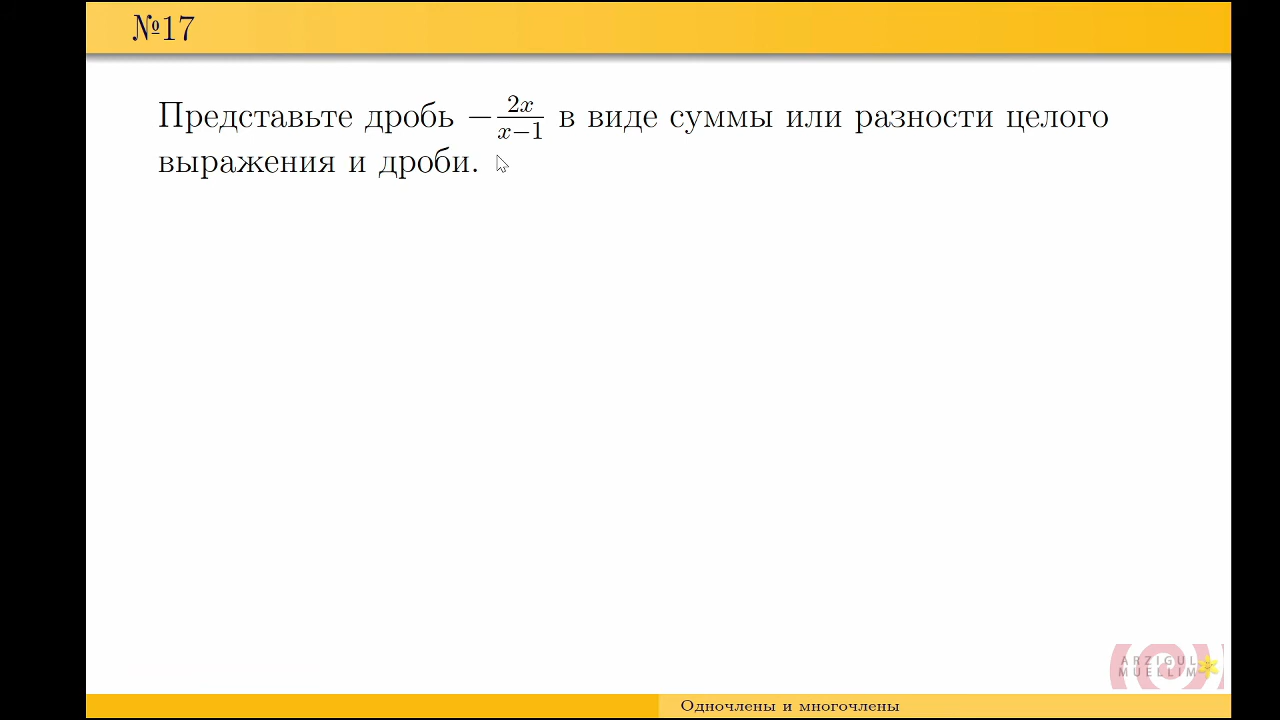 №17
Представьте дробь −2x/(x−1) в виде суммы или разности целого
выражения и дроби.
ARZIGUL
MUELLIM
Одночлены и многочлены